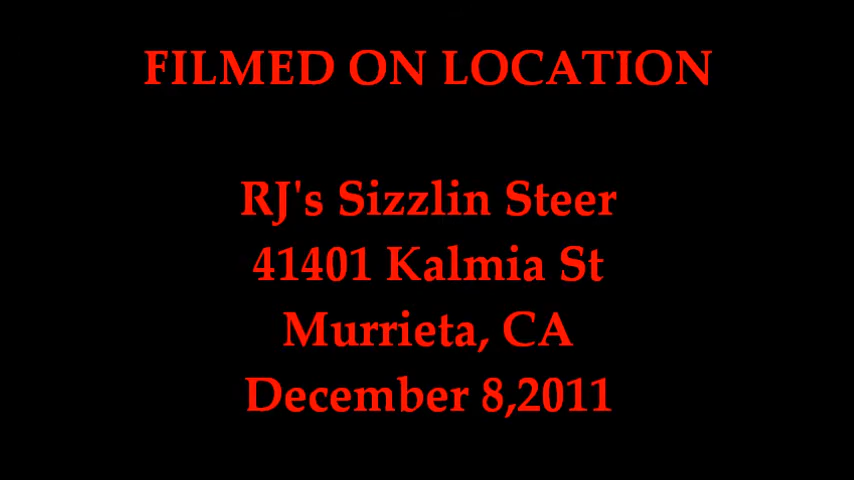 FILMED ON LOCATION
RJ's Sizzlin Steer
41401 Kalmia St
Murrieta, CA
December 8,2011